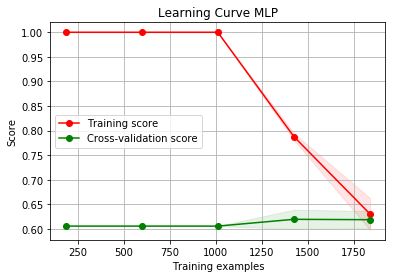 Learning Curve MLP
1.00
0.95
0.90
0.85
0.80
0.75
0.70
0.65
0.60
Score
Training score
Cross-validation score
250 500 750 1000 1250 1500 1750
Training examples